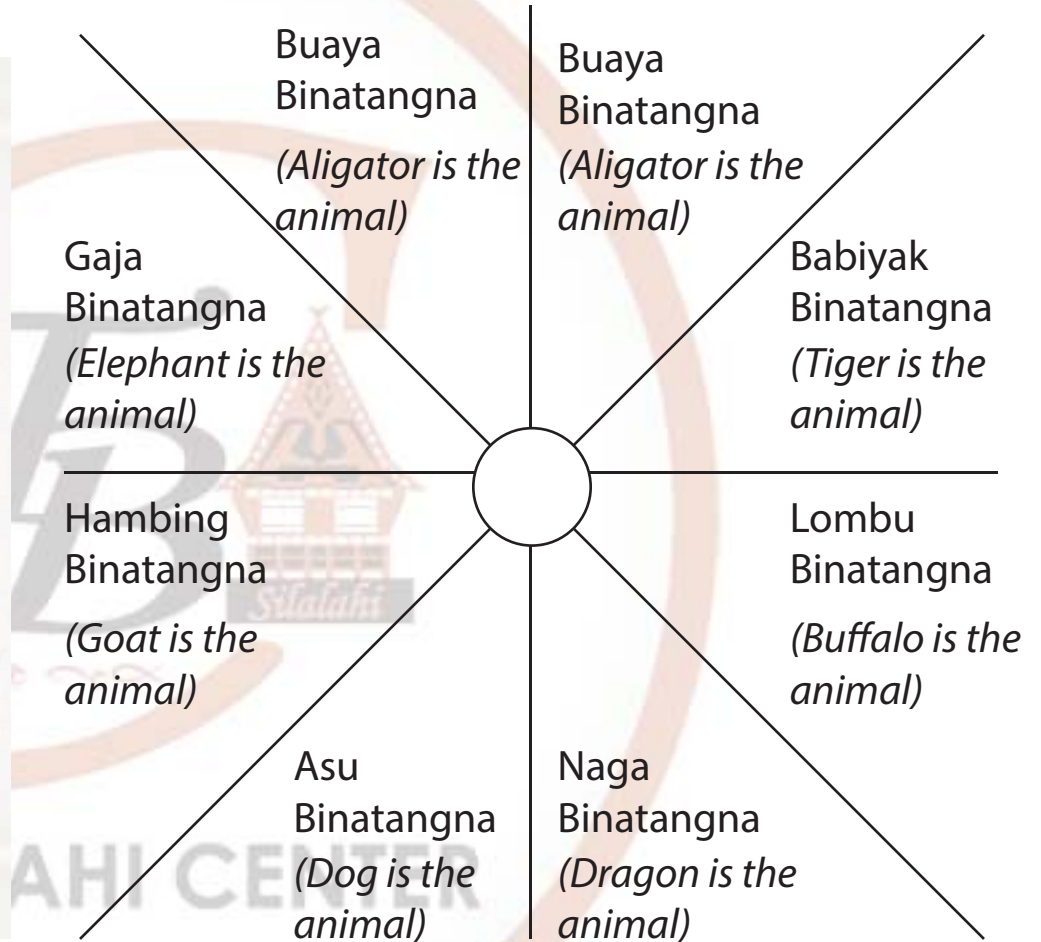 Buaya
Binatangna
(Aligator is the
animal)
Buaya
Binatangna
(Aligator is the
animal)
Gaja
Binatangna
(Elephant is the
animal)
Babiyak
Binatangna
(Tiger is the
animal)
Hambing
Binatangna
(Goat is the
animal)
Lombu
Binatangna
(Buffalo is the
animal)
Asu
Binatangna
(Dog is the
animal)
Naga
Binatangna
(Dragon is the
animal)
TB
Silalahi
AHI CENTER